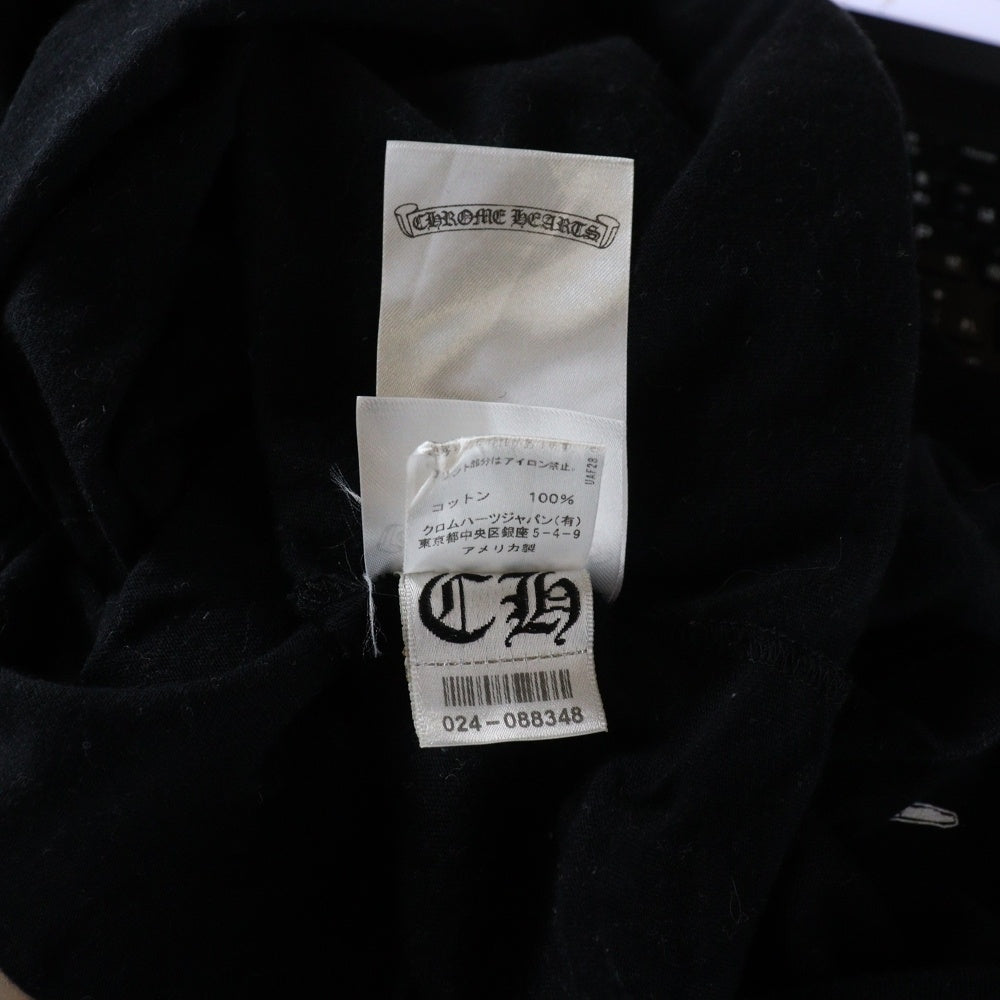 CHROME HEARTS
プリント部分はアイロン禁止。
UAF28
コットン 100%
クロムハーツジャパン(有)
東京都中央区銀座5-4-9
アメリカ製
CH
024-088348